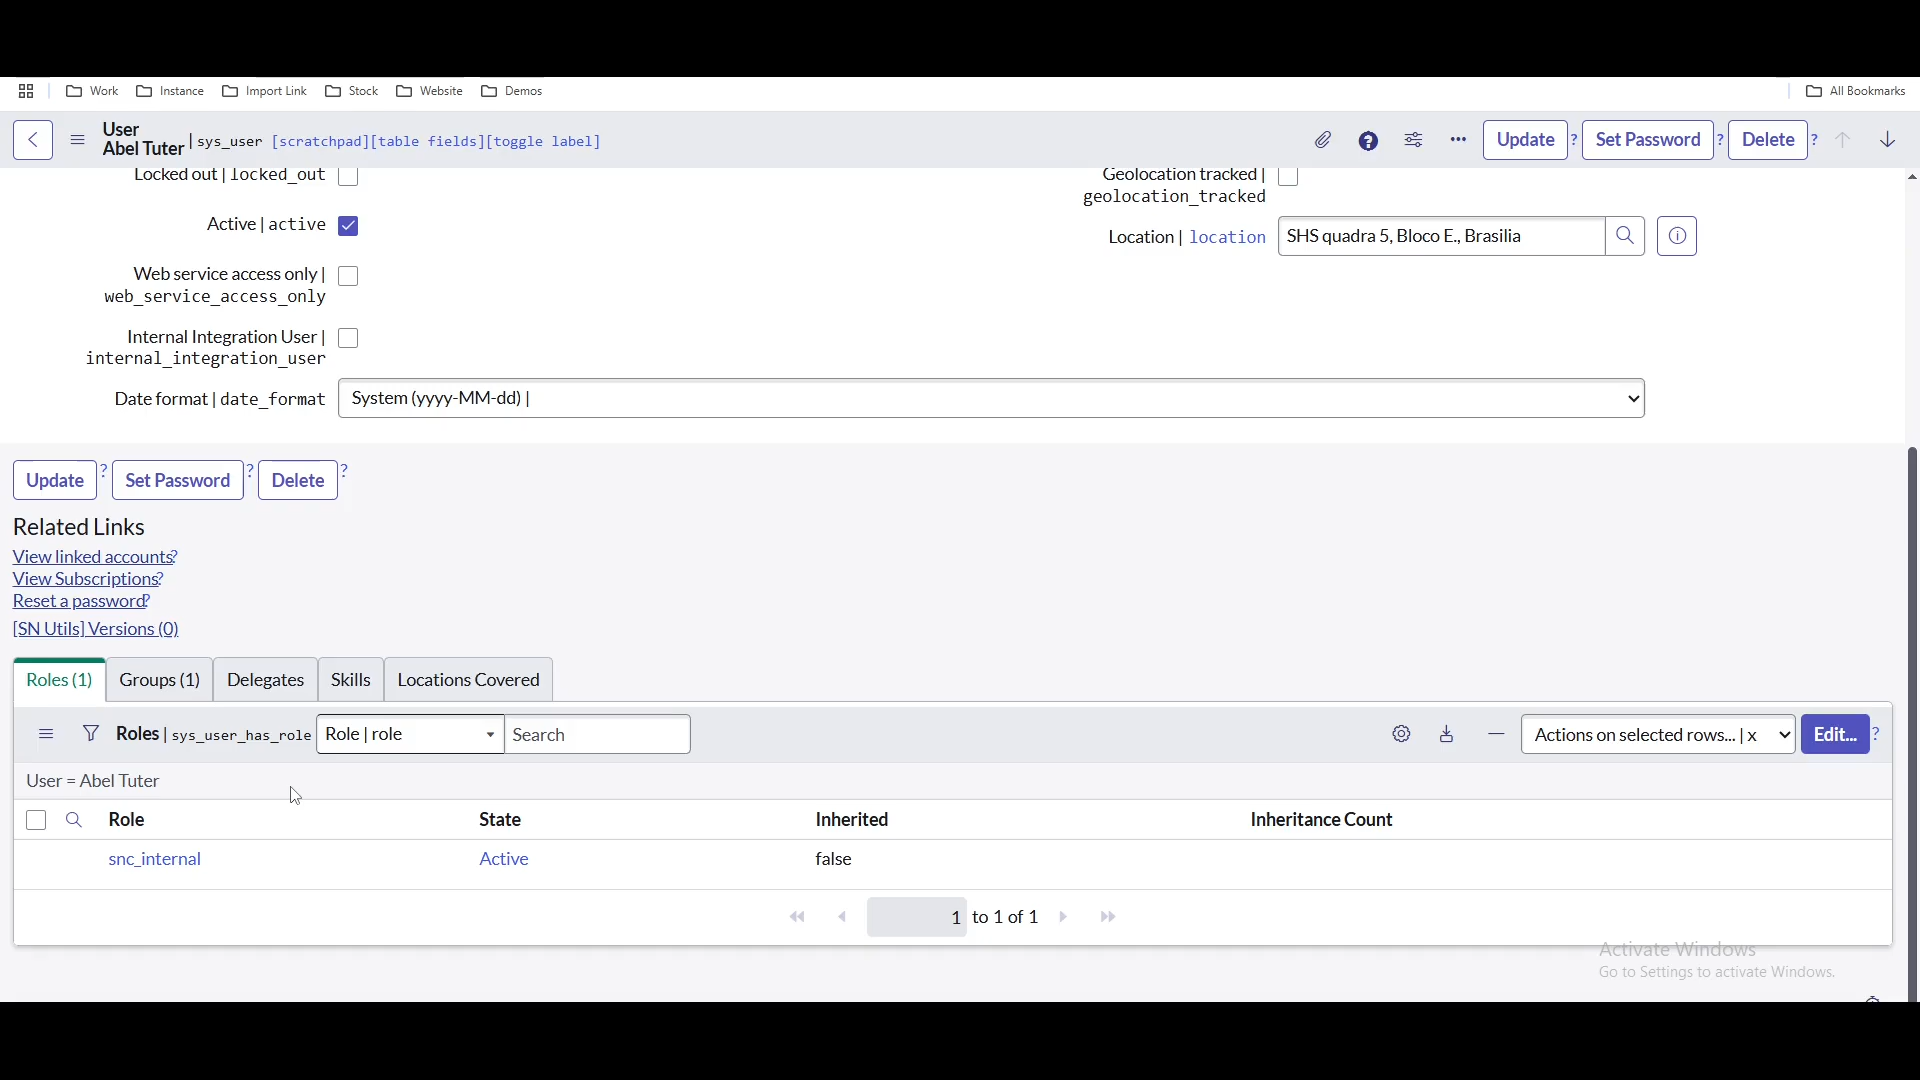 Work Instance Import Link Stock Website Demos All Bookmarks
User
Abel Tuter | sys_user [scratchpad][table fields][toggle label] Update ? Set Password ? Delete ?
Locked out | locked_out
Geolocation tracked |
geolocation_tracked
Active | active
Location | location SHS quadra 5, Bloco E., Brasilia
Web service access only |
web_service_access_only
Internal Integration User |
internal_integration_user
Date format | date_format System (yyyy-MM-dd) |
Update ? Set Password ? Delete ?
Related Links
View linked accounts?
View Subscriptions?
Reset a password?
[SN Utils] Versions (0)
Roles (1) Groups (1) Delegates Skills Locations Covered
Roles | sys_user_has_role Role | role Search Actions on selected rows... | x Edit... ?
User = Abel Tuter
Role State Inherited Inheritance Count
snc_internal Active false
1 to 1 of 1
Activate Windows
Go to Settings to activate Windows.